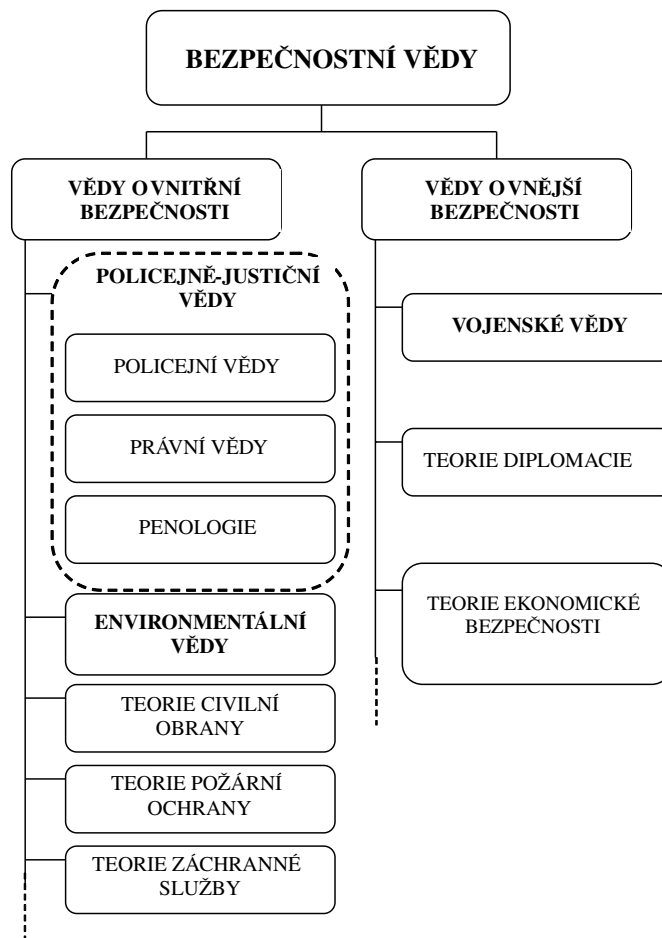 BEZPEČNOSTNÍ VĚDY
VĚDY O VNITŘNÍ
BEZPEČNOSTI
POLICEJNĚ-JUSTIČNÍ
VĚDY
POLICEJNÍ VĚDY
PRÁVNÍ VĚDY
PENOLOGIE
ENVIRONMENTÁLNÍ
VĚDY
TEORIE CIVILNÍ
OBRANY
TEORIE POŽÁRNÍ
OCHRANY
TEORIE ZÁCHRANNÉ
SLUŽBY
VĚDY O VNĚJŠÍ
BEZPEČNOSTI
VOJENSKÉ VĚDY
TEORIE DIPLOMACIE
TEORIE EKONOMICKÉ
BEZPEČNOSTI